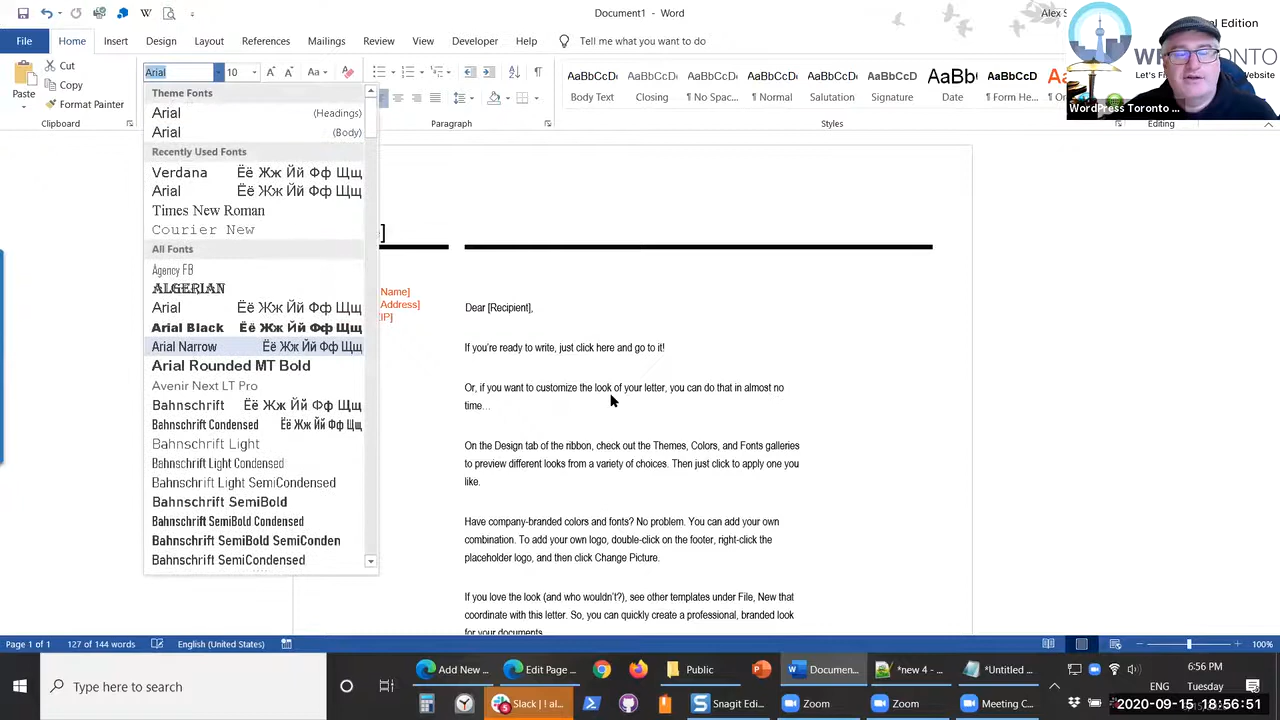 Document1 - Word
Alex S
al Edition
File Home Insert Design Layout References Mailings Review View Developer Help Tell me what you want to do
Paste
Cut
Copy
Format Painter
Clipboard
Arial 10
Paragraph
AaBbCcD AaBbCcD AaBbCcD AaBbCcD AaBbCcD AaBbCcD AaBb AaBbCcD
Body Text Closing ¶ No Spac... ¶ Normal Salutation Signature Date ¶ Form He...
Styles
Editing
Let's Fi
Website
WordPress Toronto ...
Theme Fonts
Arial (Headings)
Arial (Body)
Recently Used Fonts
Verdana Ёё Жж Йй Фф Щщ
Arial Ёё Жж Йй Фф Щщ
Times New Roman
Courier New
All Fonts
Agency FB
ALGERIAN
Arial Ёё Жж Йй Фф Щщ
Arial Black Ёё Жж Йй Фф Щщ
Arial Narrow Ёё Жж Йй Фф Щщ
Arial Rounded MT Bold
Avenir Next LT Pro
Bahnschrift Ёё Жж Йй Фф Щщ
Bahnschrift Condensed Ёё Жж Йй Фф Щщ
Bahnschrift Light
Bahnschrift Light Condensed
Bahnschrift Light SemiCondensed
Bahnschrift SemiBold
Bahnschrift SemiBold Condensed
Bahnschrift SemiBold SemiConden
Bahnschrift SemiCondensed
]
Name]
Address]
IP]
Dear [Recipient],
If you're ready to write, just click here and go to it!
Or, if you want to customize the look of your letter, you can do that in almost no
time...
On the Design tab of the ribbon, check out the Themes, Colors, and Fonts galleries
to preview different looks from a variety of choices. Then just click to apply one you
like.
Have company-branded colors and fonts? No problem. You can add your own
combination. To add your own logo, double-click on the footer, right-click the
placeholder logo, and then click Change Picture.
If you love the look (and who wouldn't?), see other templates under File, New that
coordinate with this letter. So, you can quickly create a professional, branded look
for your documents
Page 1 of 1 127 of 144 words English (United States) 100%
Type here to search
Add New ... Edit Page ... Public Documen... *new 4 - ... *Untitled ...
Slack | ! al... Snagit Edi... Zoom Zoom Meeting C...
6:56 PM
ENG Tuesday
2020-09-15 18:56:51